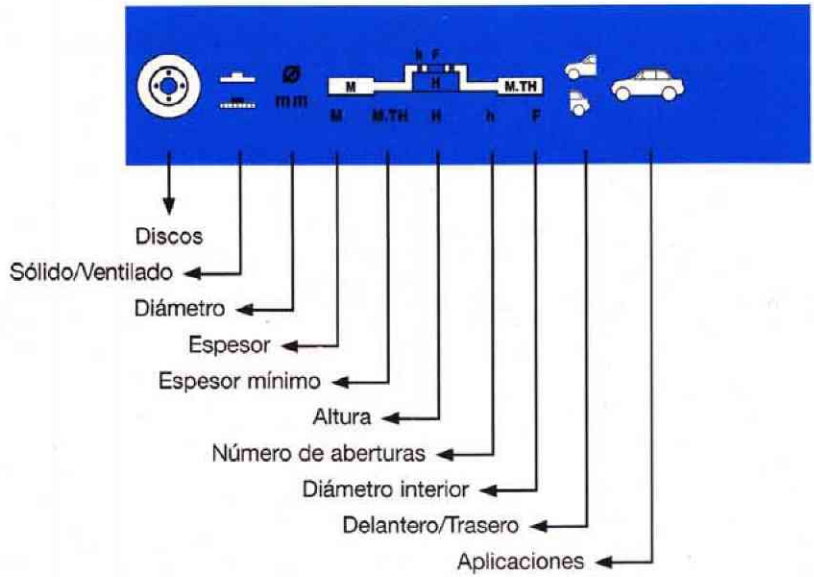 h F
Ø
mm
M
H
M.TH
M M.TH H h F
Discos
Sólido/Ventilado
Diámetro
Espesor
Espesor mínimo
Altura
Número de aberturas
Diámetro interior
Delantero/Trasero
Aplicaciones